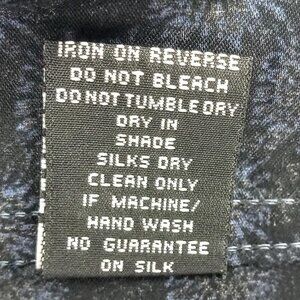 IRON ON REVERSE
DO NOT BLEACH
DO NOT TUMBLE DRY
DRY IN
SHADE
SILKS DRY
CLEAN ONLY
IF MACHINE/
HAND WASH
NO GUARANTEE
ON SILK